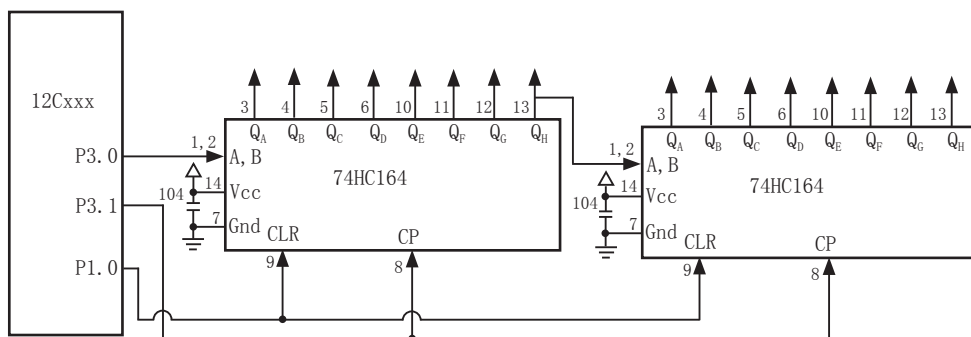 12Cxxx
P3.0
P3.1
P1.0
3
4
5
6
10
11
12
13
QA QB QC QD QE QF QG QH
1,2
A,B
74HC164
14
Vcc
104
7
Gnd
CLR
CP
9
8
3
4
5
6
10
11
12
13
QA QB QC QD QE QF QG QH
1,2
A,B
74HC164
14
Vcc
104
7
Gnd
CLR
CP
9
8